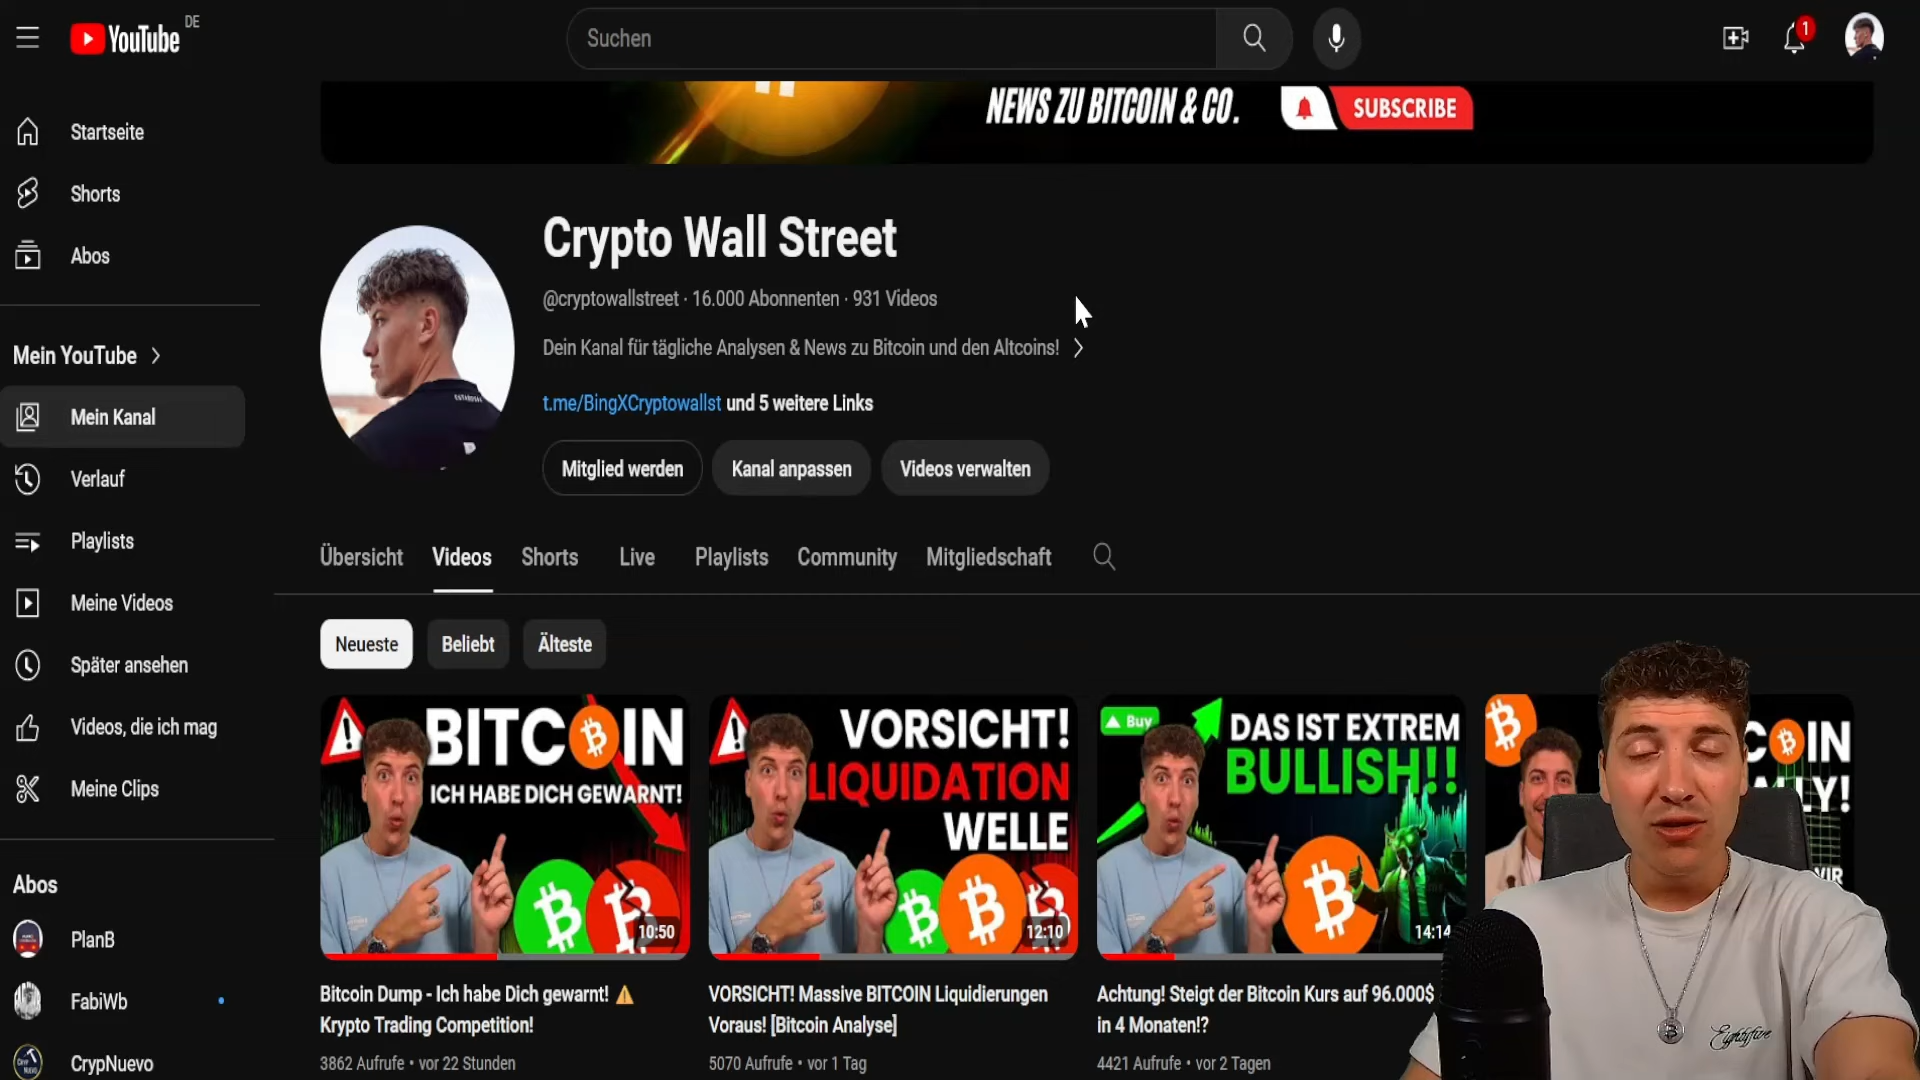 YouTube DE
Suchen
1
Startseite
Shorts
Abos
Mein YouTube
Mein Kanal
Verlauf
Playlists
Meine Videos
Später ansehen
Videos, die ich mag
Meine Clips
Abos
PlanB
FabiWb
CrypNuevo
NEWS ZU BITCOIN & CO.
SUBSCRIBE
Crypto Wall Street
@cryptowallstreet · 16.000 Abonnenten · 931 Videos
Dein Kanal für tägliche Analysen & News zu Bitcoin und den Altcoins!
t.me/BingXCryptowallst und 5 weitere Links
Mitglied werden
Kanal anpassen
Videos verwalten
Übersicht
Videos
Shorts
Live
Playlists
Community
Mitgliedschaft
Neueste
Beliebt
Älteste
BITCOIN
ICH HABE DICH GEWARNT!
10:50
Bitcoin Dump - Ich habe Dich gewarnt! ⚠️
Krypto Trading Competition!
3862 Aufrufe • vor 22 Stunden
VORSICHT!
LIQUIDATION
WELLE
12:10
VORSICHT! Massive BITCOIN Liquidierungen
Voraus! [Bitcoin Analyse]
5070 Aufrufe • vor 1 Tag
Buy
DAS IST EXTREM
BULLISH!!
14:14
Achtung! Steigt der Bitcoin Kurs auf 96.000$
in 4 Monaten!?
4421 Aufrufe • vor 2 Tagen
COIN
LY!
VIR
Eightyfive